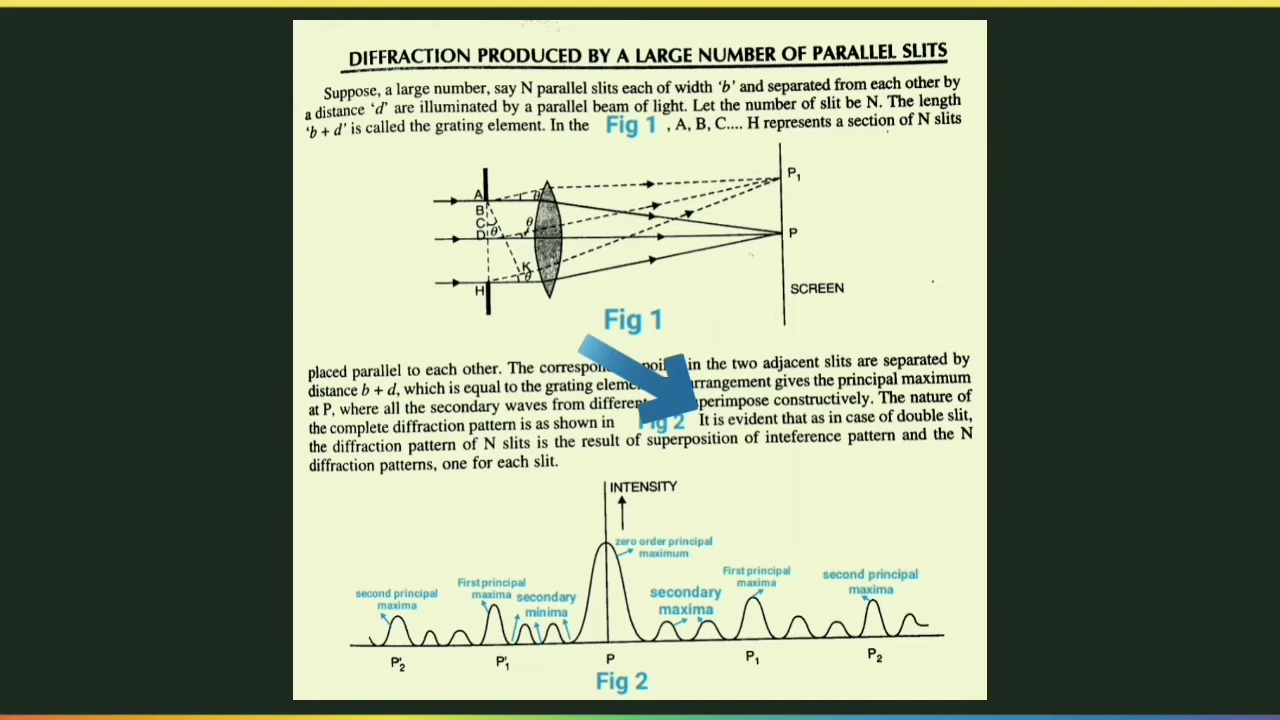 DIFFRACTION PRODUCED BY A LARGE NUMBER OF PARALLEL SLITS
Suppose, a large number, say N parallel slits each of width 'b' and separated from each other by
a distance 'd' are illuminated by a parallel beam of light. Let the number of slit be N. The length
'b + d' is called the grating element. In the Fig 1 , A, B, C.... H represents a section of N slits
A
B
C
D
H
K
θ
θ
θ
θ
P1
P
SCREEN
Fig 1
placed parallel to each other. The in the two adjacent slits are separated by
distance b + d, which is equal to the grating gives the principal maximum
at P, where all the secondary waves from constructively. The nature of
the complete diffraction pattern is as shown in Fig 2 It is evident that as in case of double slit,
the diffraction pattern of N slits is the result of superposition of inteference pattern and the N
diffraction patterns, one for each slit.
INTENSITY
zero order principal
maximum
second principal
maxima
First principal
maxima
secondary
minima
secondary
maxima
First principal
maxima
second principal
maxima
P'2
P'1
P
P1
P2
Fig 2